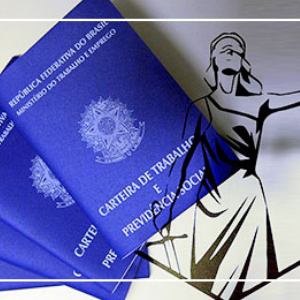 REPÚBLICA FEDERATIVA DO BRASIL
MINISTÉRIO DO TRABALHO E EMPREGO
CARTEIRA DE TRABALHO
E
PREVIDÊNCIA SOCIAL